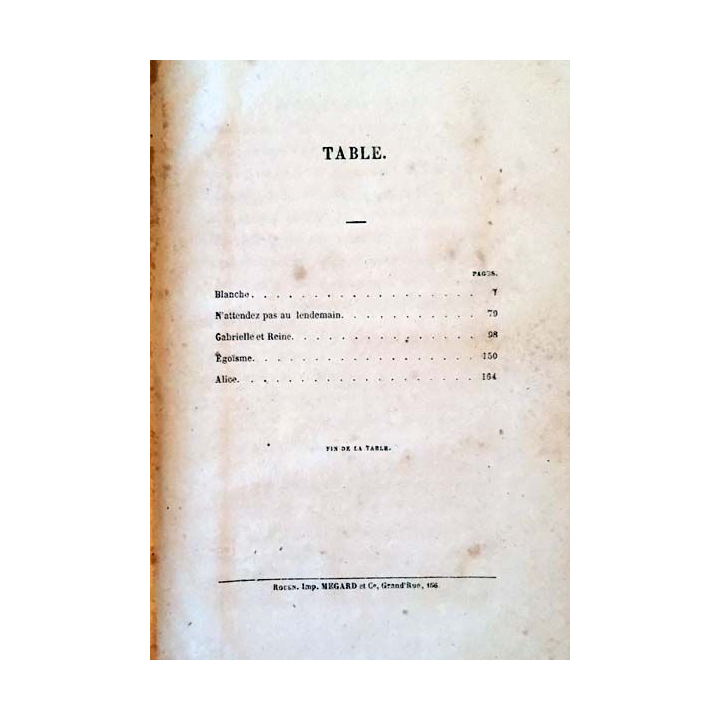 TABLE.
PAGES.
Blanche. . . . . . . . . . . . . . . . . . 7
N'attendez pas au lendemain. . . . . . . . . . . 79
Gabrielle et Reine. . . . . . . . . . . . . . . 98
Égoïsme. . . . . . . . . . . . . . . . . . 150
Alice. . . . . . . . . . . . . . . . . . . 164
FIN DE LA TABLE.
ROUEN. Imp. MEGARD et Ce, Grand'Rue, 156